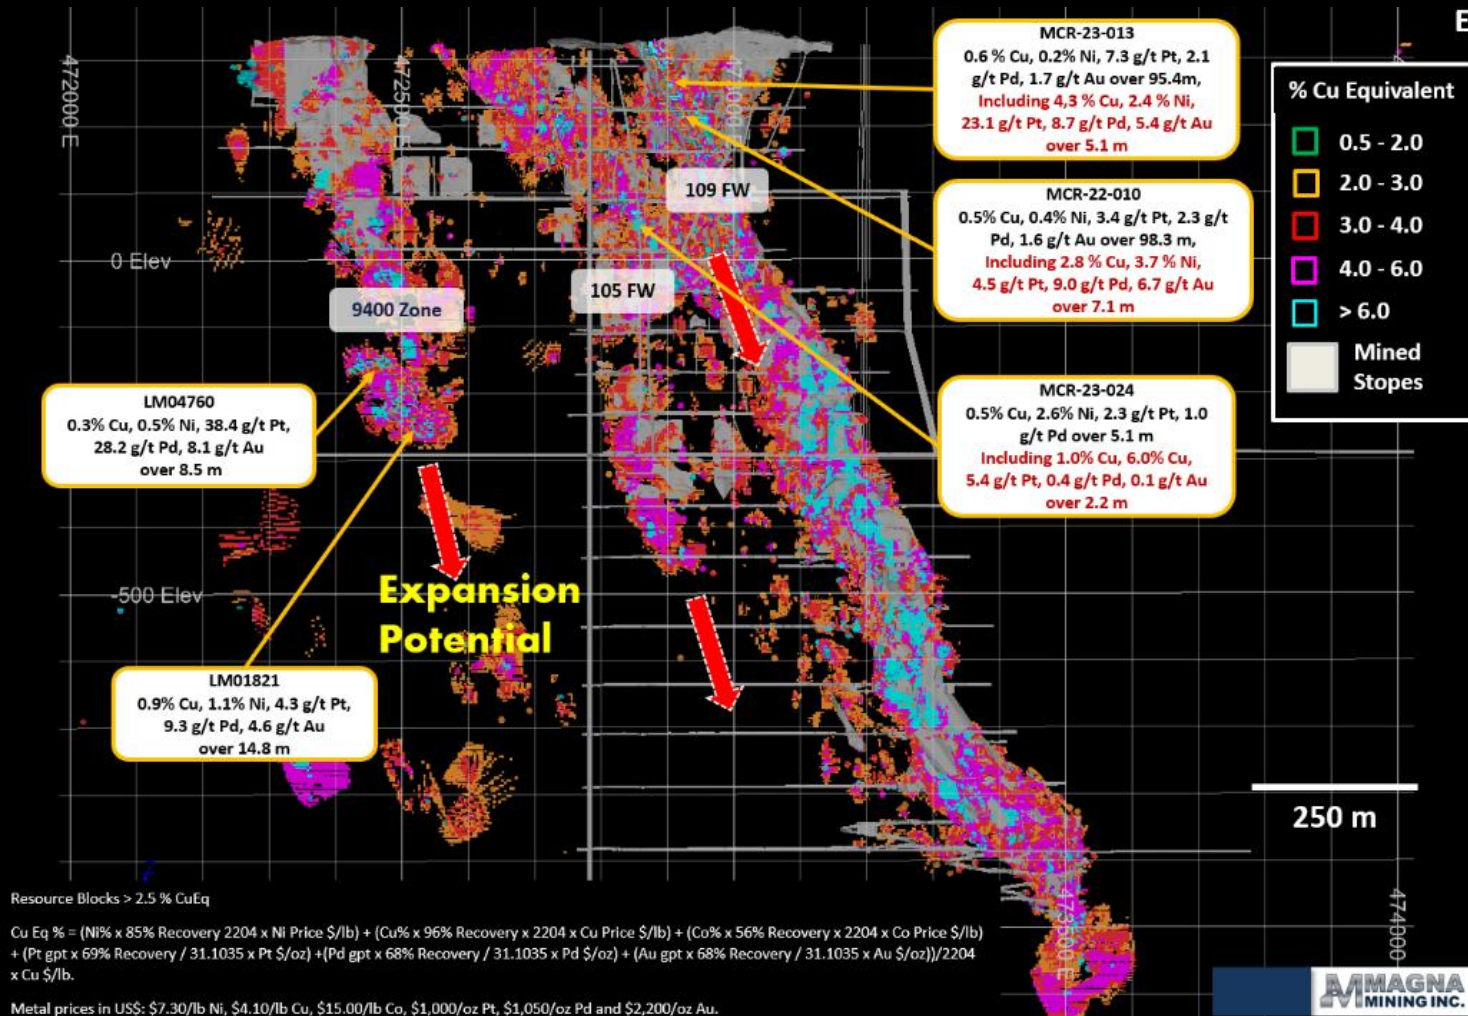 E
MCR-23-013
0.6 % Cu, 0.2% Ni, 7.3 g/t Pt, 2.1
g/t Pd, 1.7 g/t Au over 95.4m,
Including 4,3 % Cu, 2.4 % Ni,
23.1 g/t Pt, 8.7 g/t Pd, 5.4 g/t Au
over 5.1 m
% Cu Equivalent
0.5 - 2.0
2.0 - 3.0
3.0 - 4.0
4.0 - 6.0
> 6.0
Mined
Stopes
472000 E
472500 E
109 FW
MCR-22-010
0.5% Cu, 0.4% Ni, 3.4 g/t Pt, 2.3 g/t
Pd, 1.6 g/t Au over 98.3 m,
Including 2.8 % Cu, 3.7 % Ni,
4.5 g/t Pt, 9.0 g/t Pd, 6.7 g/t Au
over 7.1 m
0 Elev
105 FW
9400 Zone
MCR-23-024
0.5% Cu, 2.6% Ni, 2.3 g/t Pt, 1.0
g/t Pd over 5.1 m
Including 1.0% Cu, 6.0% Cu,
5.4 g/t Pt, 0.4 g/t Pd, 0.1 g/t Au
over 2.2 m
LM04760
0.3% Cu, 0.5% Ni, 38.4 g/t Pt,
28.2 g/t Pd, 8.1 g/t Au
over 8.5 m
-500 Elev
Expansion
Potential
LM01821
0.9% Cu, 1.1% Ni, 4.3 g/t Pt,
9.3 g/t Pd, 4.6 g/t Au
over 14.8 m
250 m
473500 E
474000
Resource Blocks > 2.5 % CuEq
Cu Eq % = (Ni% x 85% Recovery 2204 x Ni Price $/lb) + (Cu% x 96% Recovery x 2204 x Cu Price $/lb) + (Co% x 56% Recovery x 2204 x Co Price $/lb)
+ (Pt gpt x 69% Recovery / 31.1035 x Pt $/oz) +(Pd gpt x 68% Recovery / 31.1035 x Pd $/oz) + (Au gpt x 68% Recovery / 31.1035 x Au $/oz))/2204
x Cu $/lb.
Metal prices in US$: $7.30/lb Ni, $4.10/lb Cu, $15.00/lb Co, $1,000/oz Pt, $1,050/oz Pd and $2,200/oz Au.
MAGNA
MINING INC.